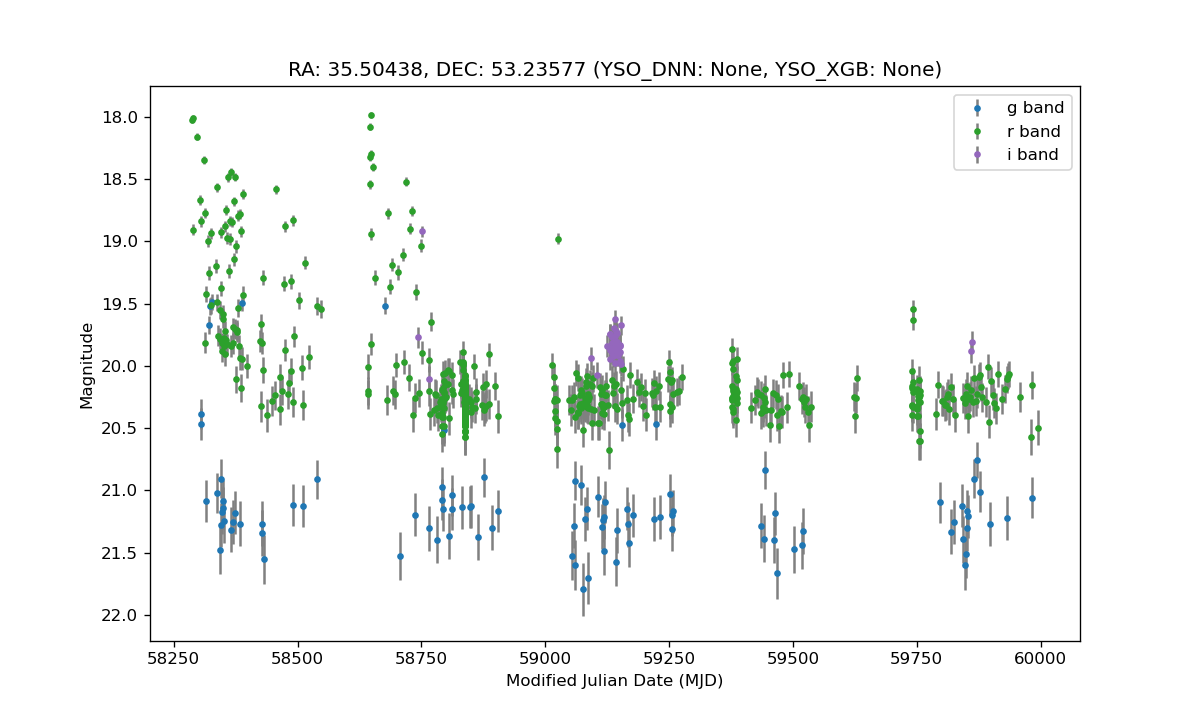 RA: 35.50438, DEC: 53.23577 (YSO_DNN: None, YSO_XGB: None)
g band
r band
i band
18.0
18.5
19.0
19.5
20.0
20.5
21.0
21.5
22.0
Magnitude
58250
58500
58750
59000
59250
59500
59750
60000
Modified Julian Date (MJD)